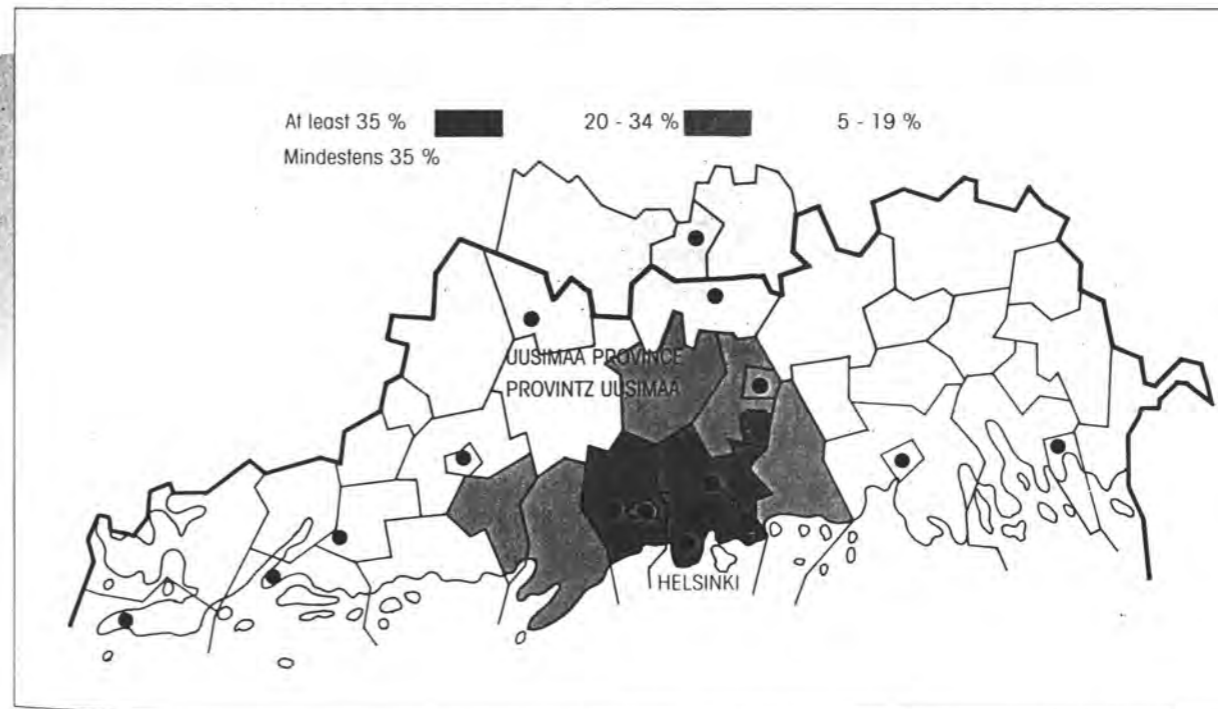 At least 35 % 20 - 34 % 5 - 19 %
Mindestens 35 %
UUSIMAA PROVINCE
PROVINTZ UUSIMAA
HELSINKI